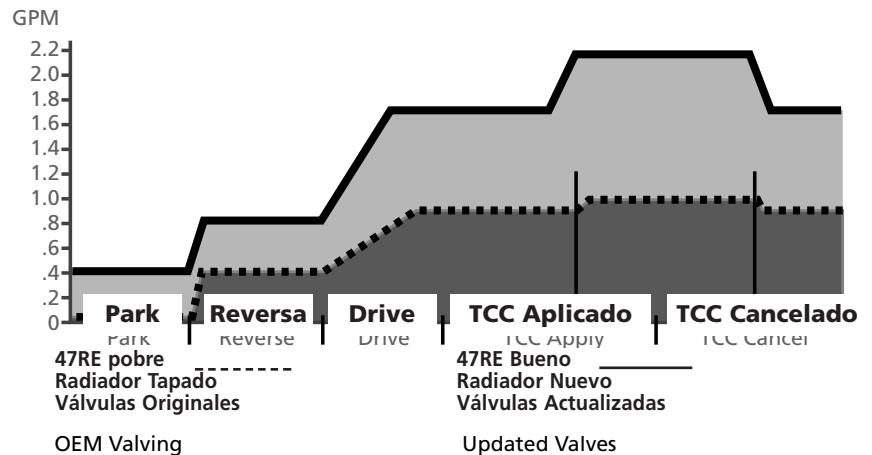 GPM
2.2
2.0
1.8
1.6
1.4
1.2
1.0
.8
.6
.4
.2
0
Park Reversa Drive TCC Aplicado TCC Cancelado
Park Reverse Drive TCC Apply TCC Cancel
47RE pobre
Radiador Tapado
Válvulas Originales
47RE Bueno
Radiador Nuevo
Válvulas Actualizadas
OEM Valving
Updated Valves